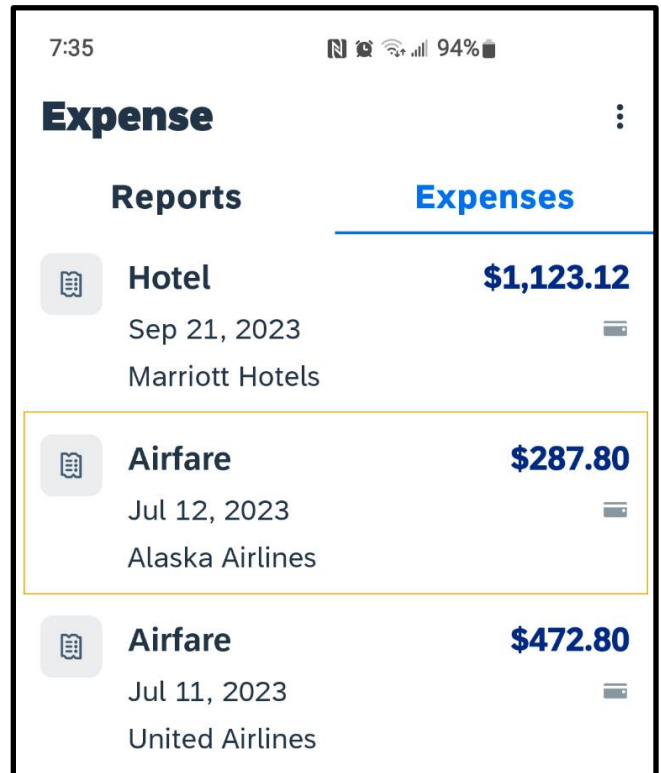 7:35 94%
Expense
Reports Expenses
Hotel $1,123.12
Sep 21, 2023
Marriott Hotels
Airfare $287.80
Jul 12, 2023
Alaska Airlines
Airfare $472.80
Jul 11, 2023
United Airlines